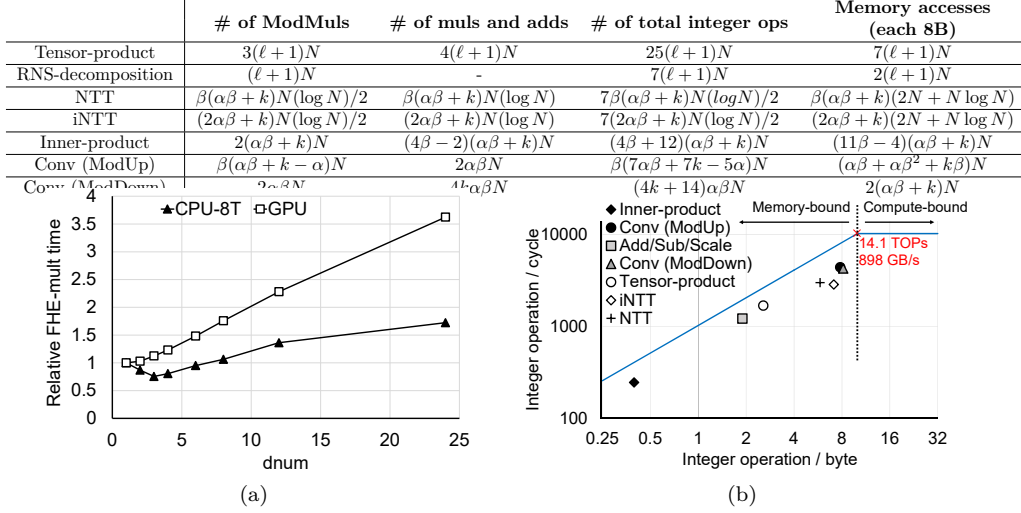 # of ModMuls # of muls and adds # of total integer ops Memory accesses (each 8B)
Tensor-product 3(ℓ + 1)N 4(ℓ + 1)N 25(ℓ + 1)N 7(ℓ + 1)N
RNS-decomposition (ℓ + 1)N - 7(ℓ + 1)N 2(ℓ + 1)N
NTT β(αβ + k)N(log N)/2 β(αβ + k)N(log N) 7β(αβ + k)N(logN)/2 β(αβ + k)(2N + N log N)
iNTT (2αβ + k)N(log N)/2 (2αβ + k)N(log N) 7(2αβ + k)N(log N)/2 (2αβ + k)(2N + N log N)
Inner-product 2(αβ + k)N (4β − 2)(αβ + k)N (4β + 12)(αβ + k)N (11β − 4)(αβ + k)N
Conv (ModUp) β(αβ + k − α)N 2αβN β(7αβ + 7k − 5α)N (αβ + αβ² + kβ)N
Conv (ModDown) 2αβN 4kαβN (4k + 14)αβN 2(αβ + k)N
CPU-8T GPU
Relative FHE-mult time
4
3.5
3
2.5
2
1.5
1
0.5
0
0 5 10 15 20 25
dnum
(a)
Inner-product
Conv (ModUp)
Add/Sub/Scale
Conv (ModDown)
Tensor-product
iNTT
NTT
Memory-bound Compute-bound
14.1 TOPs
898 GB/s
Integer operation / cycle
10000
1000
100
0.25 0.5 1 2 4 8 16 32
Integer operation / byte
(b)